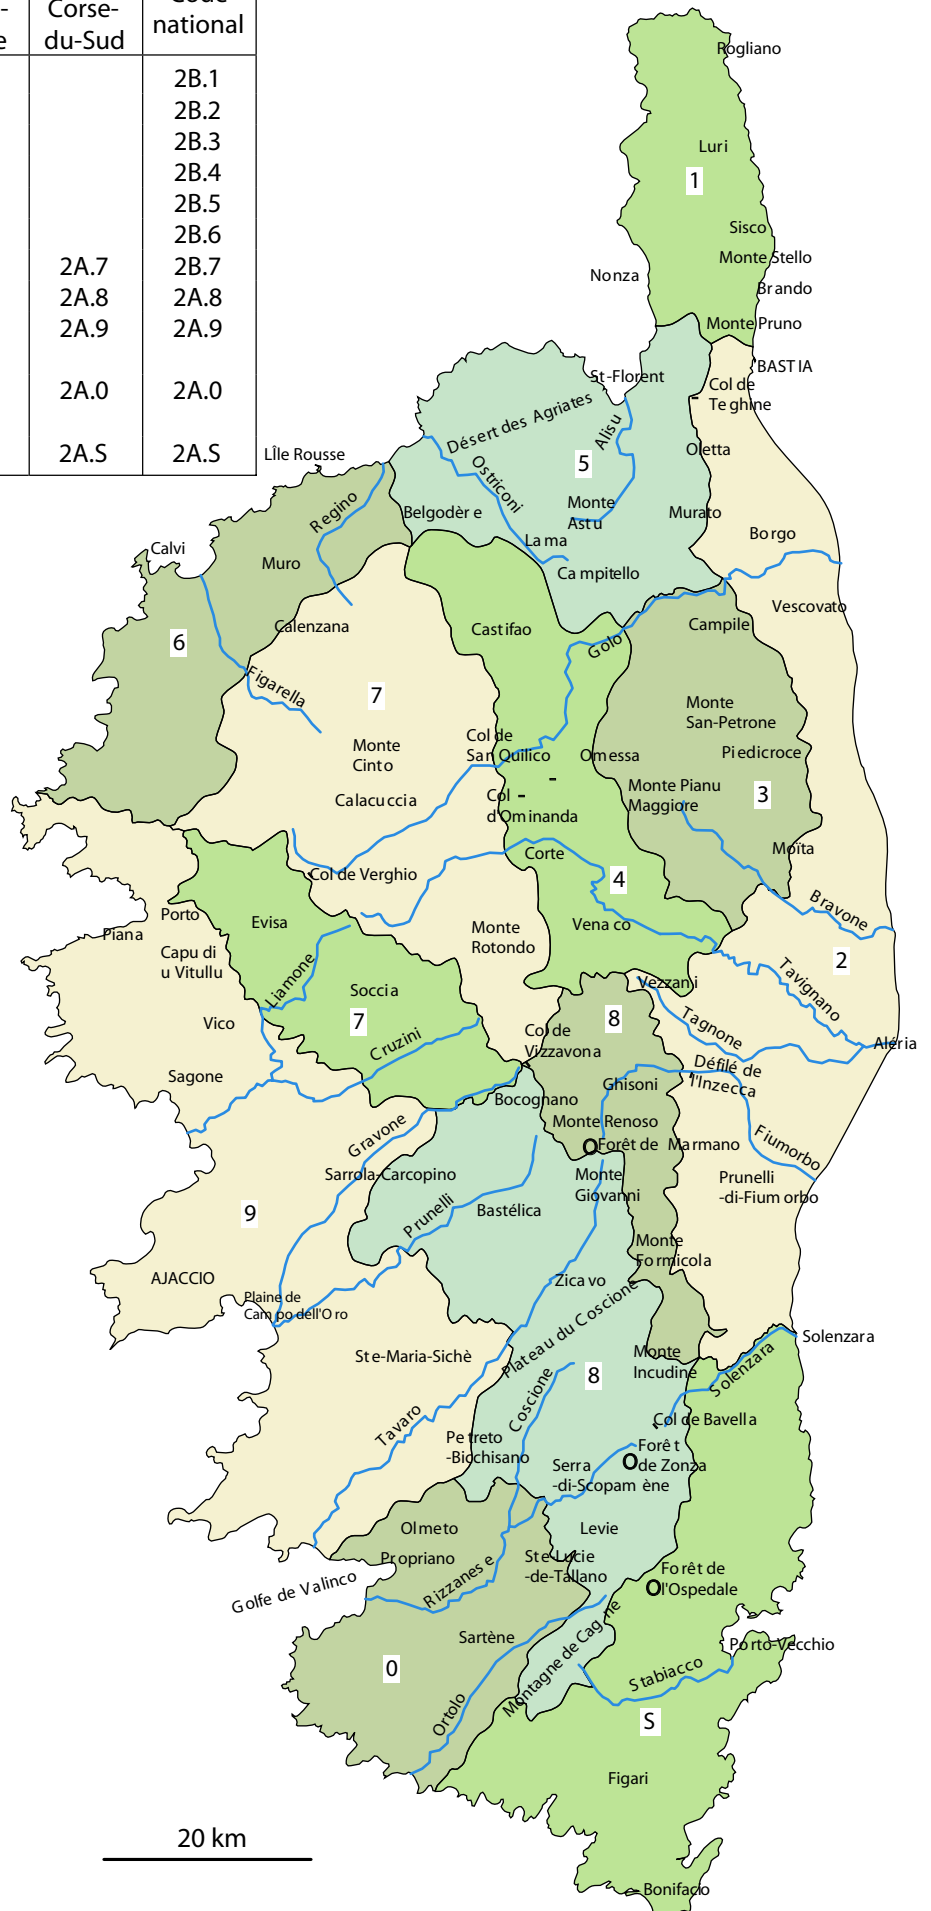 -
e
Corse-
du-Sud
Code
national
2B.1
2B.2
2B.3
2B.4
2B.5
2B.6
2A.7 2B.7
2A.8 2A.8
2A.9 2A.9
2A.0 2A.0
2A.S 2A.S
Rogliano
Luri
1
Sisco
Monte Stello
Nonza
Brando
Monte Pruno
BASTIA
St-Florent
Col de
Teghine
Désert des Agriates
Alisu
Oletta
LÎle Rousse
5
Ostriconi
Regino
Belgodère
Monte
Astu
Murato
Lama
Borgo
Calvi
Muro
Campitello
Vescovato
Calenzana
Castifao
Campile
6
Golo
Figarella
7
Monte
San-Petrone
Monte
Cinto
Col de
San Quilico
Omessa
Piedicroce
Calacuccia
Col
d'Ominanda
Monte Pianu
Maggiore
3
Corte
Moïta
Col de Verghio
4
Porto
Evisa
Bravone
Piana
Venaco
Capu di
u Vitullu
Monte
Rotondo
2
Liamone
Soccia
Vezzani
Tavignano
Vico
7
8
Tagnone
Cruzini
Col de
Vizzavona
Aléria
Sagone
Défilé de
l'Inzecca
Ghisoni
Bocognano
Monte Renoso
Gravone
Forêt de Marmano
Fiumorbo
Sarrola-Carcopino
Monte
Giovanni
Prunelli
-di-Fium orbo
9
Prunelli
Bastélica
Monte
Formicola
AJACCIO
Zicavo
Plaine de
Campo dell'Oro
Plateau du Coscione
Solenzara
Ste-Maria-Sichè
Monte
Incudine
Solenzara
8
Coscione
Tavaro
Col de Bavella
Petreto
-Bicchisano
Forêt
de Zonza
Serra
-di-Scopamène
Olmeto
Levie
Propriano
Ste-Lucie
-de-Tallano
Rizzanese
Forêt de
l'Ospedale
Golfe de Valinco
Sartène
Montagne de Cagne
Porto-Vecchio
0
Stabiacco
Ortolo
S
Figari
20 km
Bonifacio